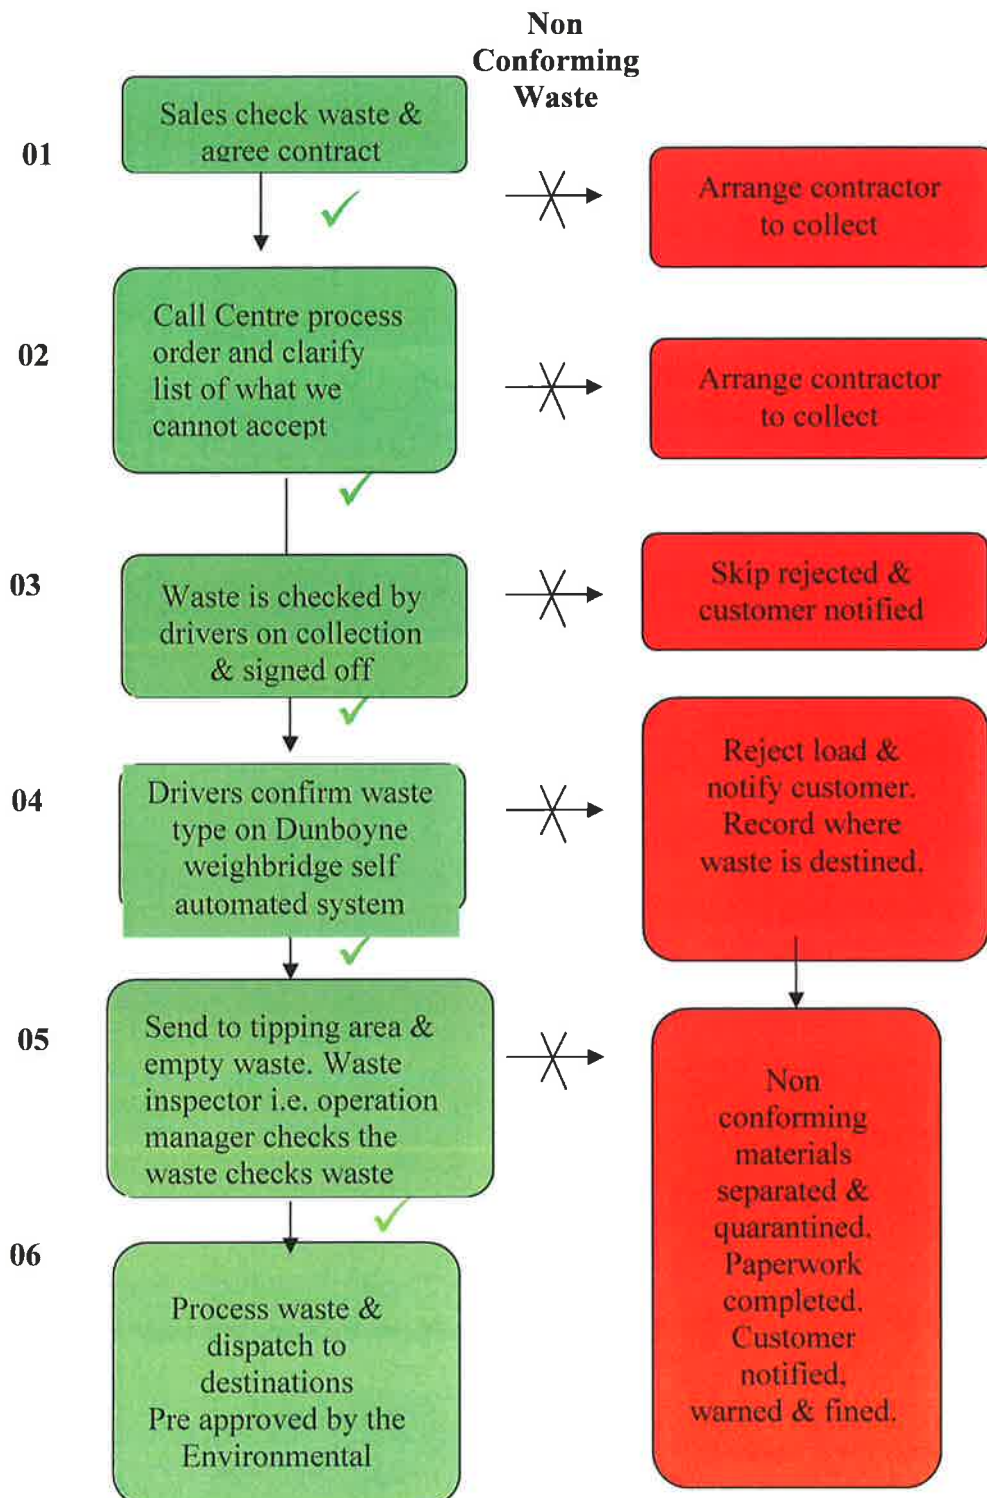 Non
Conforming
Waste
01
Sales check waste &
agree contract
Arrange contractor
to collect
02
Call Centre process
order and clarify
list of what we
cannot accept
Arrange contractor
to collect
03
Waste is checked by
drivers on collection
& signed off
Skip rejected &
customer notified
04
Drivers confirm waste
type on Dunboyne
weighbridge self
automated system
Reject load &
notify customer.
Record where
waste is destined.
05
Send to tipping area &
empty waste. Waste
inspector i.e. operation
manager checks the
waste checks waste
Non
conforming
materials
separated &
quarantined.
Paperwork
completed.
Customer
notified,
warned & fined.
06
Process waste &
dispatch to
destinations
Pre approved by the
Environmental